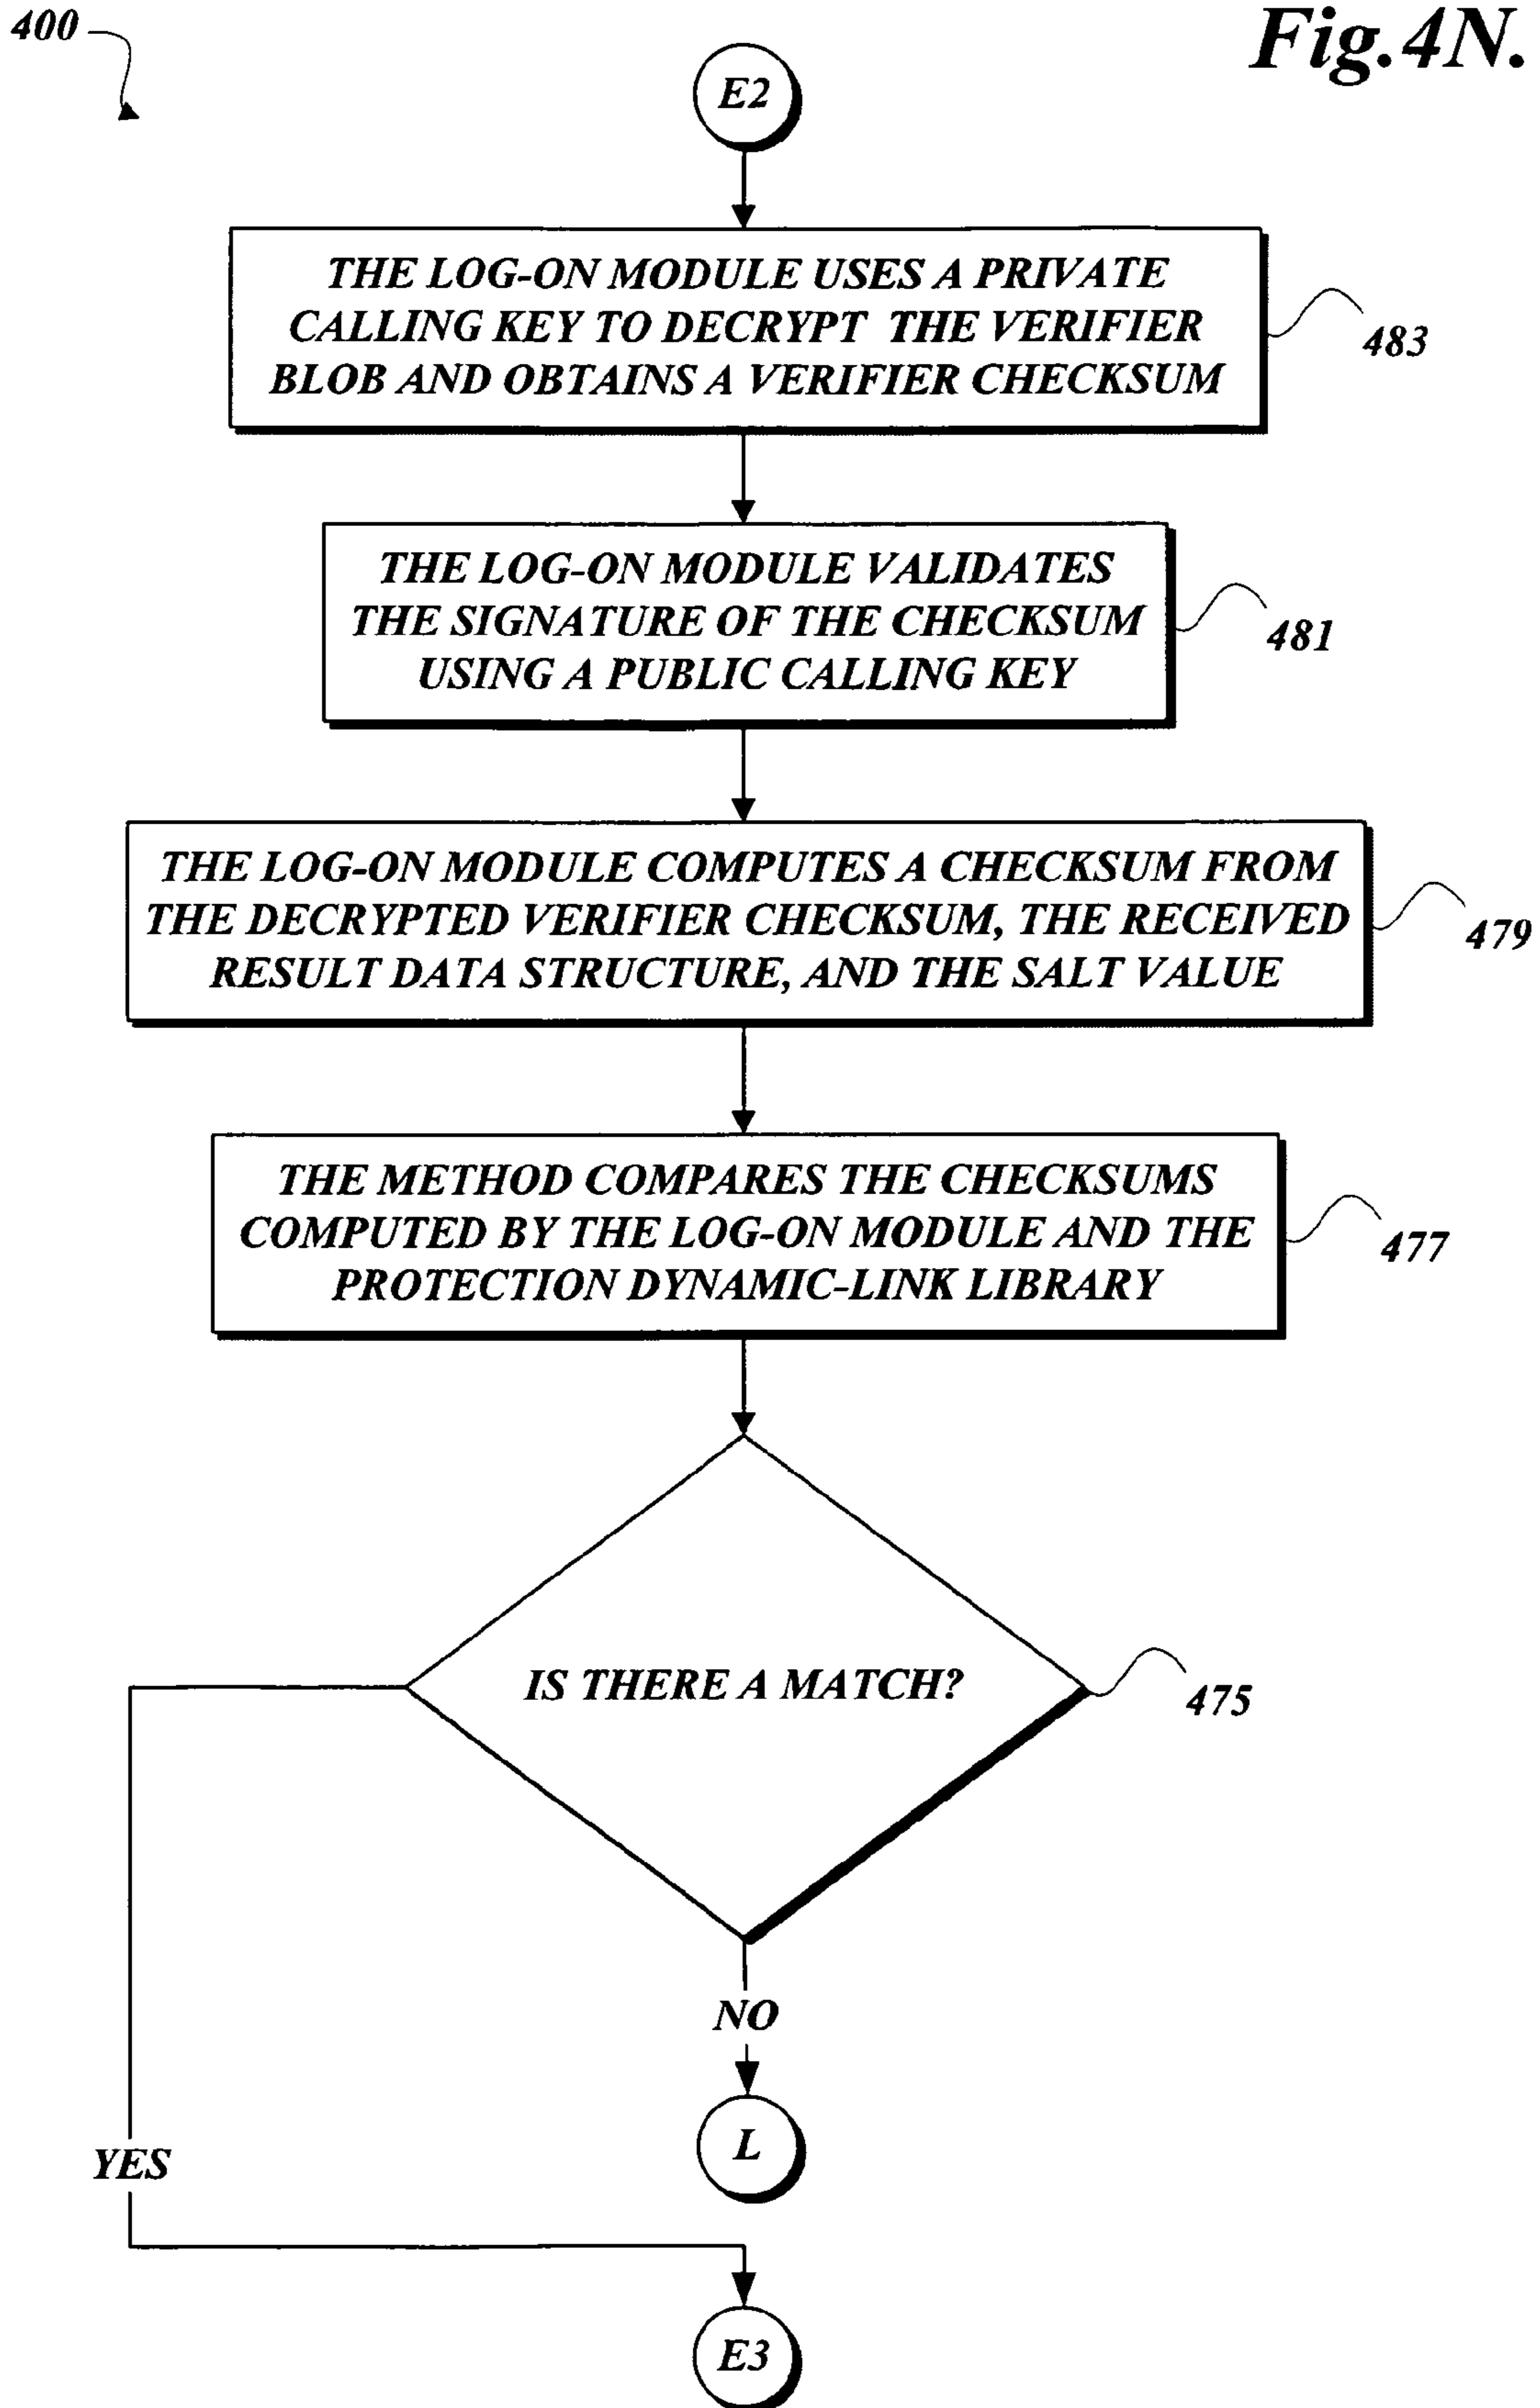 400
Fig.4N.
E2
THE LOG-ON MODULE USES A PRIVATE
CALLING KEY TO DECRYPT THE VERIFIER
BLOB AND OBTAINS A VERIFIER CHECKSUM
483
THE LOG-ON MODULE VALIDATES
THE SIGNATURE OF THE CHECKSUM
USING A PUBLIC CALLING KEY
481
THE LOG-ON MODULE COMPUTES A CHECKSUM FROM
THE DECRYPTED VERIFIER CHECKSUM, THE RECEIVED
RESULT DATA STRUCTURE, AND THE SALT VALUE
479
THE METHOD COMPARES THE CHECKSUMS
COMPUTED BY THE LOG-ON MODULE AND THE
PROTECTION DYNAMIC-LINK LIBRARY
477
IS THERE A MATCH?
475
NO
L
YES
E3